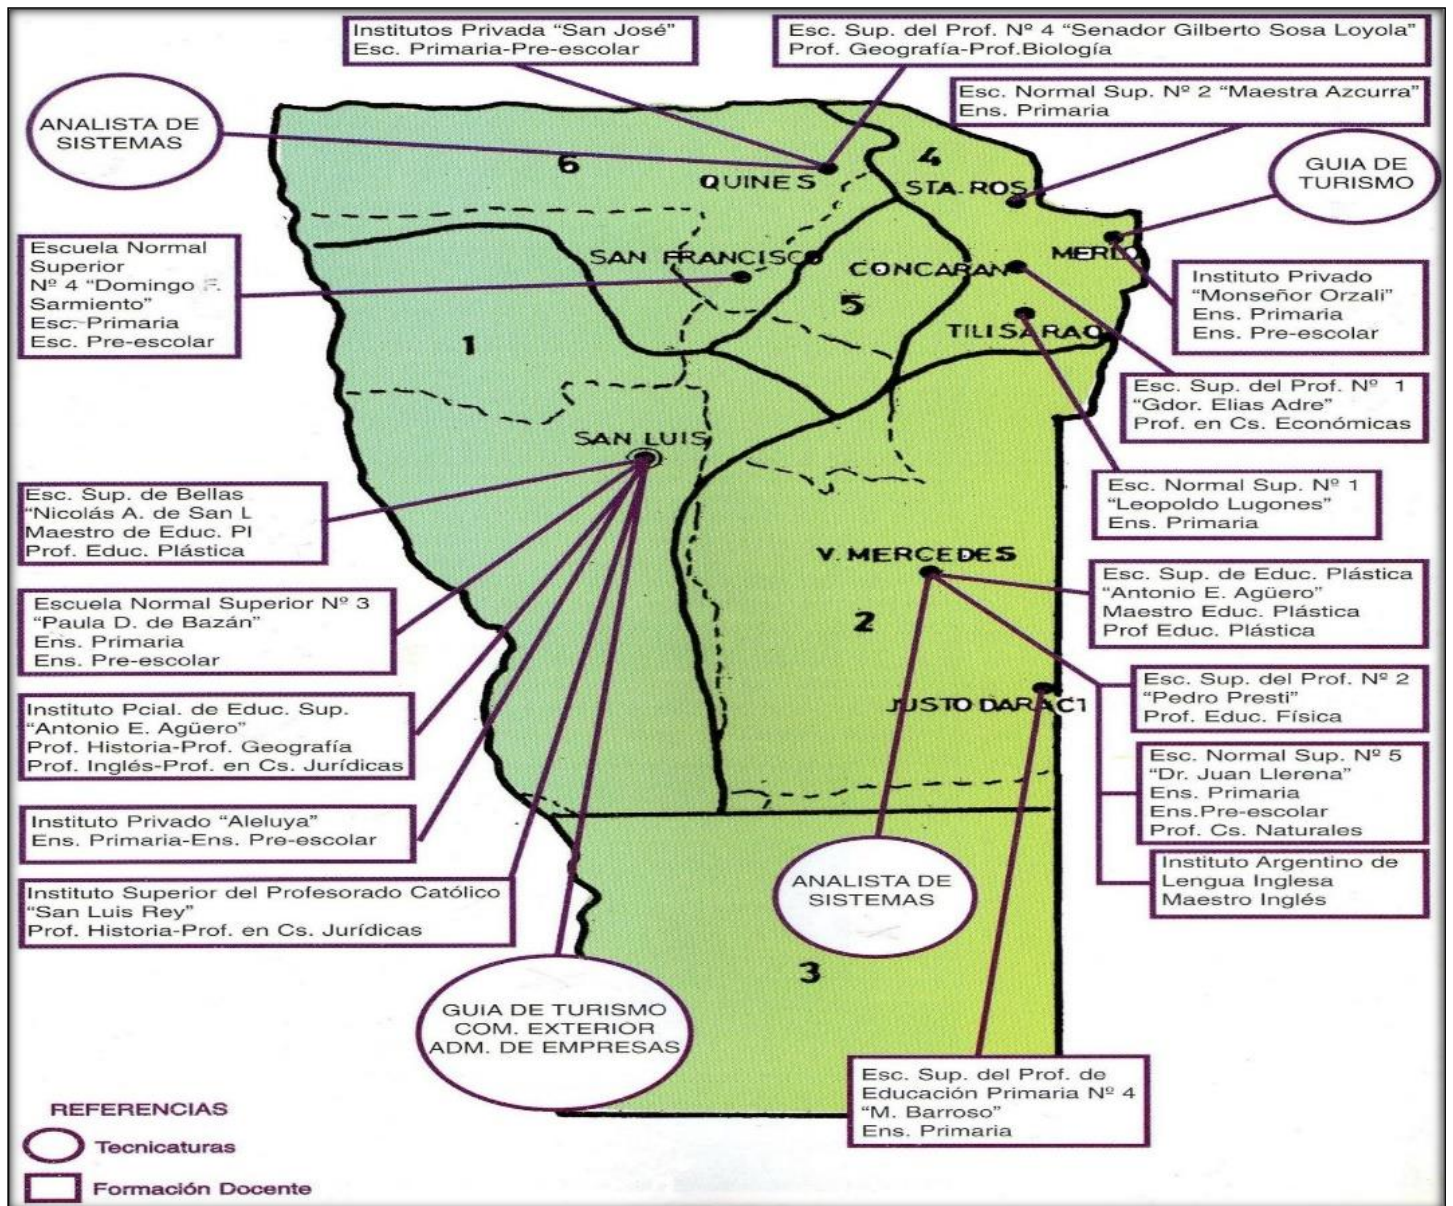 Institutos Privada “San José”
Esc. Primaria-Pre-escolar
Esc. Sup. del Prof. Nº 4 “Senador Gilberto Sosa Loyola”
Prof. Geografía-Prof.Biología
ANALISTA DE
SISTEMAS
Esc. Normal Sup. Nº 2 “Maestra Azcurra”
Ens. Primaria
GUIA DE
TURISMO
6
QUINES
4
STA. ROS
Escuela Normal
Superior
Nº 4 “Domingo F.
Sarmiento”
Esc. Primaria
Esc. Pre-escolar
SAN FRANCISCO
CONCARAN
MERLO
5
TILISARAO
1
Instituto Privado
“Monseñor Orzali”
Ens. Primaria
Ens. Pre-escolar
Esc. Sup. del Prof. Nº 1
“Gdor. Elias Adre”
Prof. en Cs. Económicas
SAN LUIS
Esc. Normal Sup. Nº 1
“Leopoldo Lugones”
Ens. Primaria
Esc. Sup. de Bellas
“Nicolás A. de San L
Maestro de Educ. Pl
Prof. Educ. Plástica
V. MERCEDES
2
Esc. Sup. de Educ. Plástica
“Antonio E. Agüero”
Maestro Educ. Plástica
Prof Educ. Plástica
Escuela Normal Superior Nº 3
“Paula D. de Bazán”
Ens. Primaria
Ens. Pre-escolar
Esc. Sup. del Prof. Nº 2
“Pedro Presti”
Prof. Educ. Física
JUSTO DARACT
Instituto Pcial. de Educ. Sup.
“Antonio E. Agüero”
Prof. Historia-Prof. Geografía
Prof. Inglés-Prof. en Cs. Jurídicas
Esc. Normal Sup. Nº 5
“Dr. Juan Llerena”
Ens. Primaria
Ens.Pre-escolar
Prof. Cs. Naturales
Instituto Privado “Aleluya”
Ens. Primaria-Ens. Pre-escolar
Instituto Argentino de
Lengua Inglesa
Maestro Inglés
ANALISTA DE
SISTEMAS
Instituto Superior del Profesorado Católico
“San Luis Rey”
Prof. Historia-Prof. en Cs. Jurídicas
3
GUIA DE TURISMO
COM. EXTERIOR
ADM. DE EMPRESAS
Esc. Sup. del Prof. de
Educación Primaria Nº 4
“M. Barroso”
Ens. Primaria
REFERENCIAS
Tecnicaturas
Formación Docente